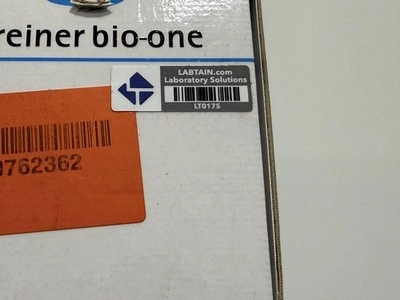 reiner bio-one
LABTAIN.com
Laboratory Solutions
LT0175
0762362